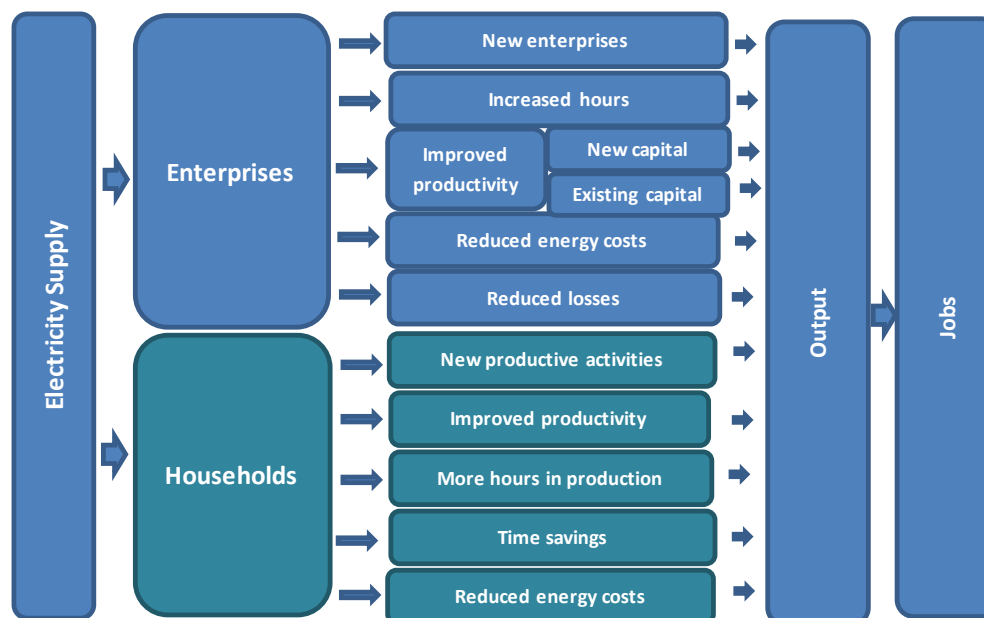 Electricity Supply
Enterprises
New enterprises
Increased hours
Improved
productivity
New capital
Existing capital
Reduced energy costs
Reduced losses
Households
New productive activities
Improved productivity
More hours in production
Time savings
Reduced energy costs
Output
Jobs